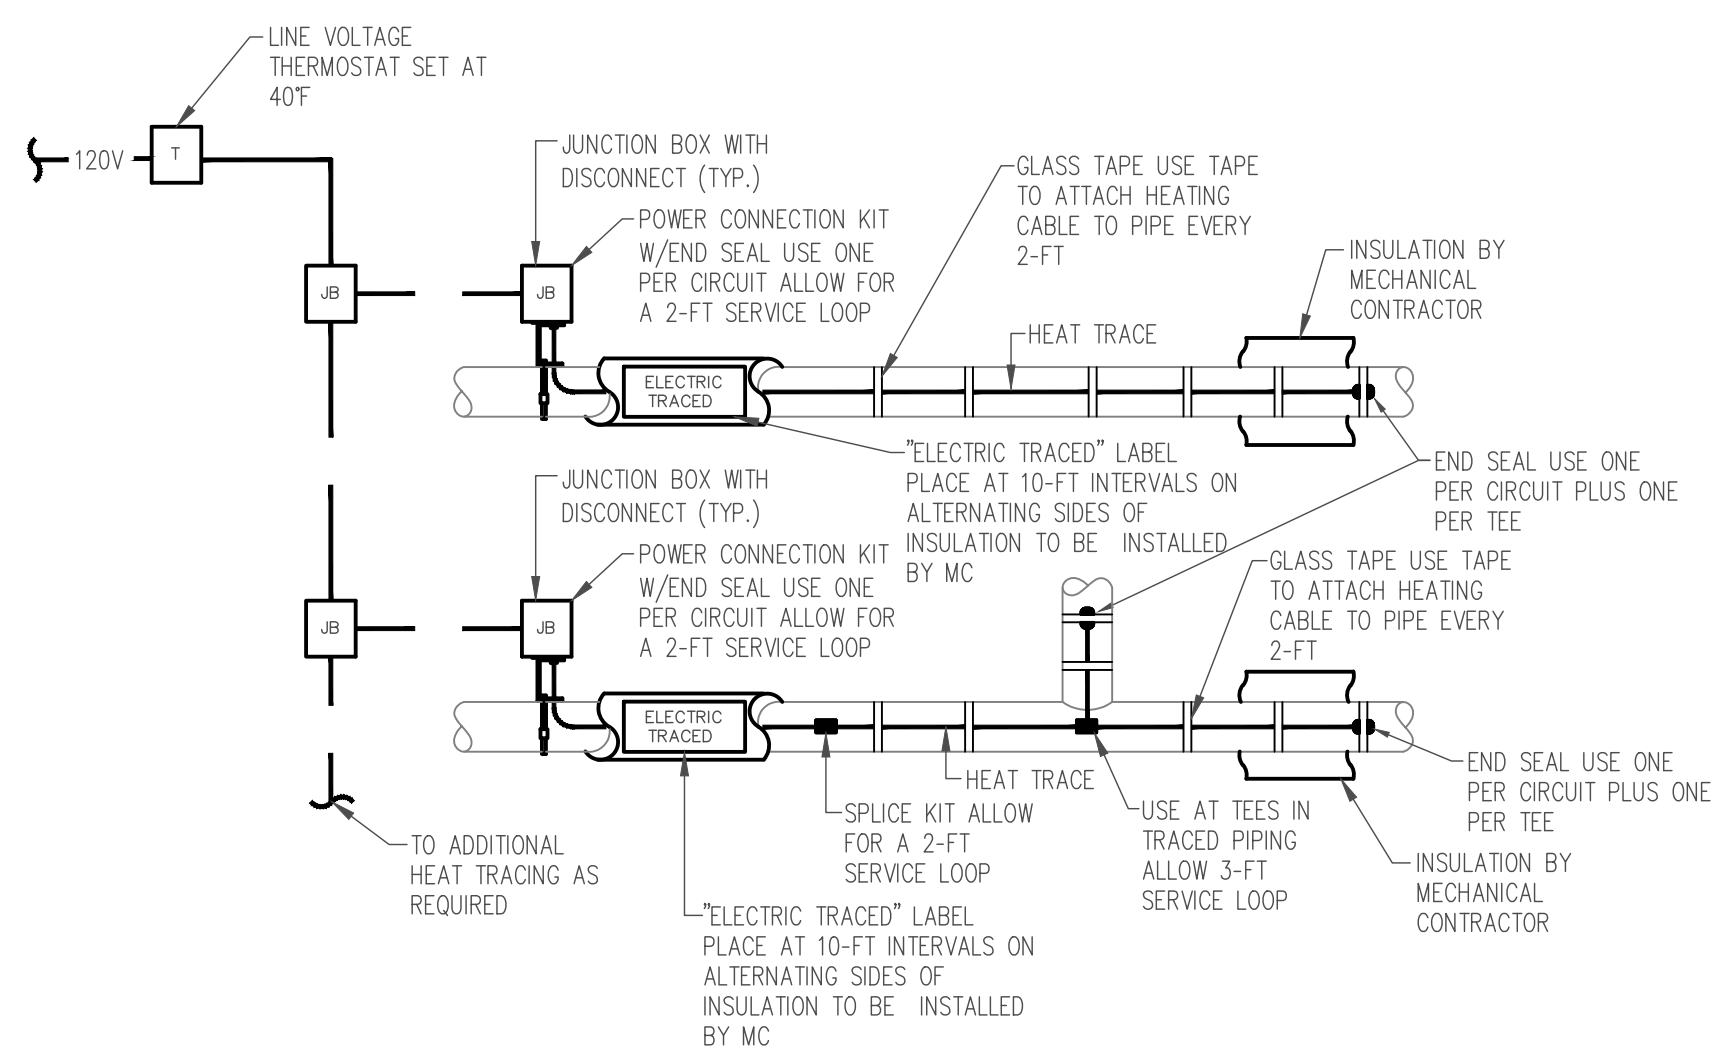 LINE VOLTAGE
THERMOSTAT SET AT
40°F
120V
T
JUNCTION BOX WITH
DISCONNECT (TYP.)
POWER CONNECTION KIT
W/END SEAL USE ONE
PER CIRCUIT ALLOW FOR
A 2-FT SERVICE LOOP
GLASS TAPE USE TAPE
TO ATTACH HEATING
CABLE TO PIPE EVERY
2-FT
INSULATION BY
MECHANICAL
CONTRACTOR
JB
JB
HEAT TRACE
ELECTRIC
TRACED
"ELECTRIC TRACED" LABEL
PLACE AT 10-FT INTERVALS ON
ALTERNATING SIDES OF
INSULATION TO BE  INSTALLED
BY MC
END SEAL USE ONE
PER CIRCUIT PLUS ONE
PER TEE
JUNCTION BOX WITH
DISCONNECT (TYP.)
POWER CONNECTION KIT
W/END SEAL USE ONE
PER CIRCUIT ALLOW FOR
A 2-FT SERVICE LOOP
GLASS TAPE USE TAPE
TO ATTACH HEATING
CABLE TO PIPE EVERY
2-FT
JB
JB
ELECTRIC
TRACED
HEAT TRACE
END SEAL USE ONE
PER CIRCUIT PLUS ONE
PER TEE
SPLICE KIT ALLOW
FOR A 2-FT
SERVICE LOOP
USE AT TEES IN
TRACED PIPING
ALLOW 3-FT
SERVICE LOOP
INSULATION BY
MECHANICAL
CONTRACTOR
TO ADDITIONAL
HEAT TRACING AS
REQUIRED
"ELECTRIC TRACED" LABEL
PLACE AT 10-FT INTERVALS ON
ALTERNATING SIDES OF
INSULATION TO BE  INSTALLED
BY MC